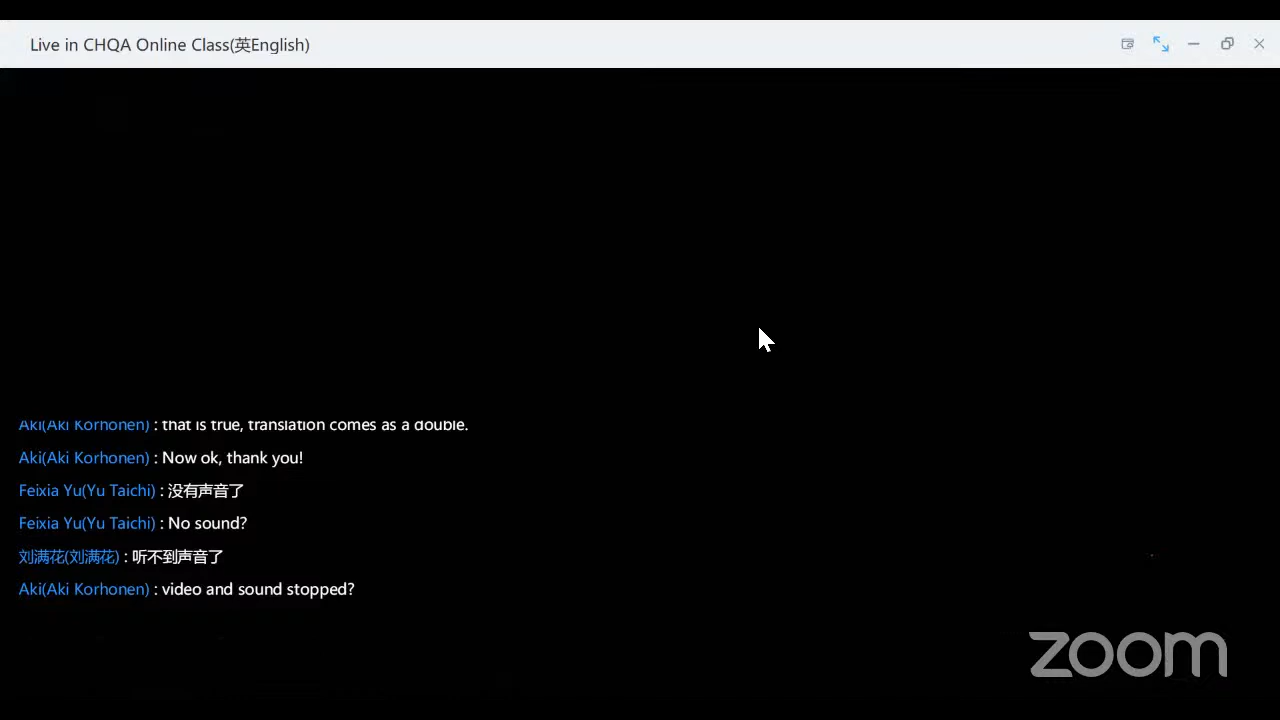 Live in CHQA Online Class(英English)
Aki(Aki Korhonen) : that is true, translation comes as a double.
Aki(Aki Korhonen) : Now ok, thank you!
Feixia Yu(Yu Taichi) : 没有声音了
Feixia Yu(Yu Taichi) : No sound?
刘满花(刘满花) : 听不到声音了
Aki(Aki Korhonen) : video and sound stopped?
zoom